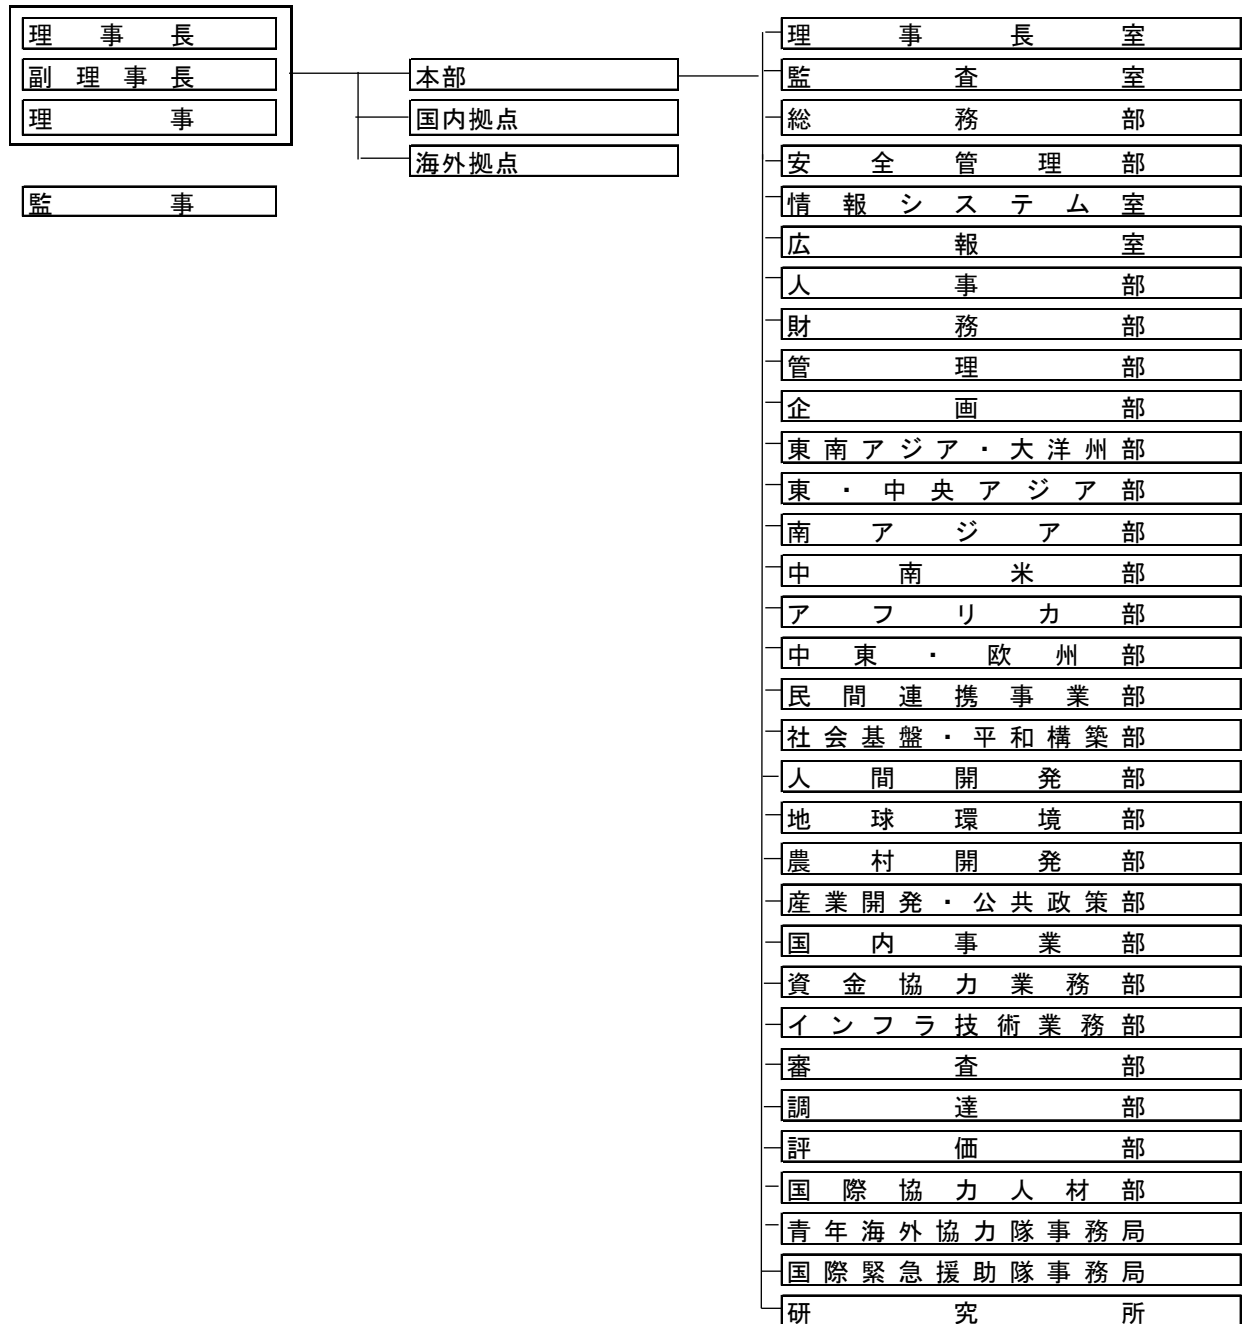 理事長
副理事長
理事
監事
本部
国内拠点
海外拠点
理事長室
監査室
総務部
安全管理部
情報システム室
広報室
人事部
財務部
管理部
企画部
東南アジア・大洋州部
東・中央アジア部
南アジア部
中南米部
アフリカ部
中東・欧州部
民間連携事業部
社会基盤・平和構築部
人間開発部
地球環境部
農村開発部
産業開発・公共政策部
国内事業部
資金協力業務部
インフラ技術業務部
審査部
調達部
評価部
国際協力人材部
青年海外協力隊事務局
国際緊急援助隊事務局
研究所